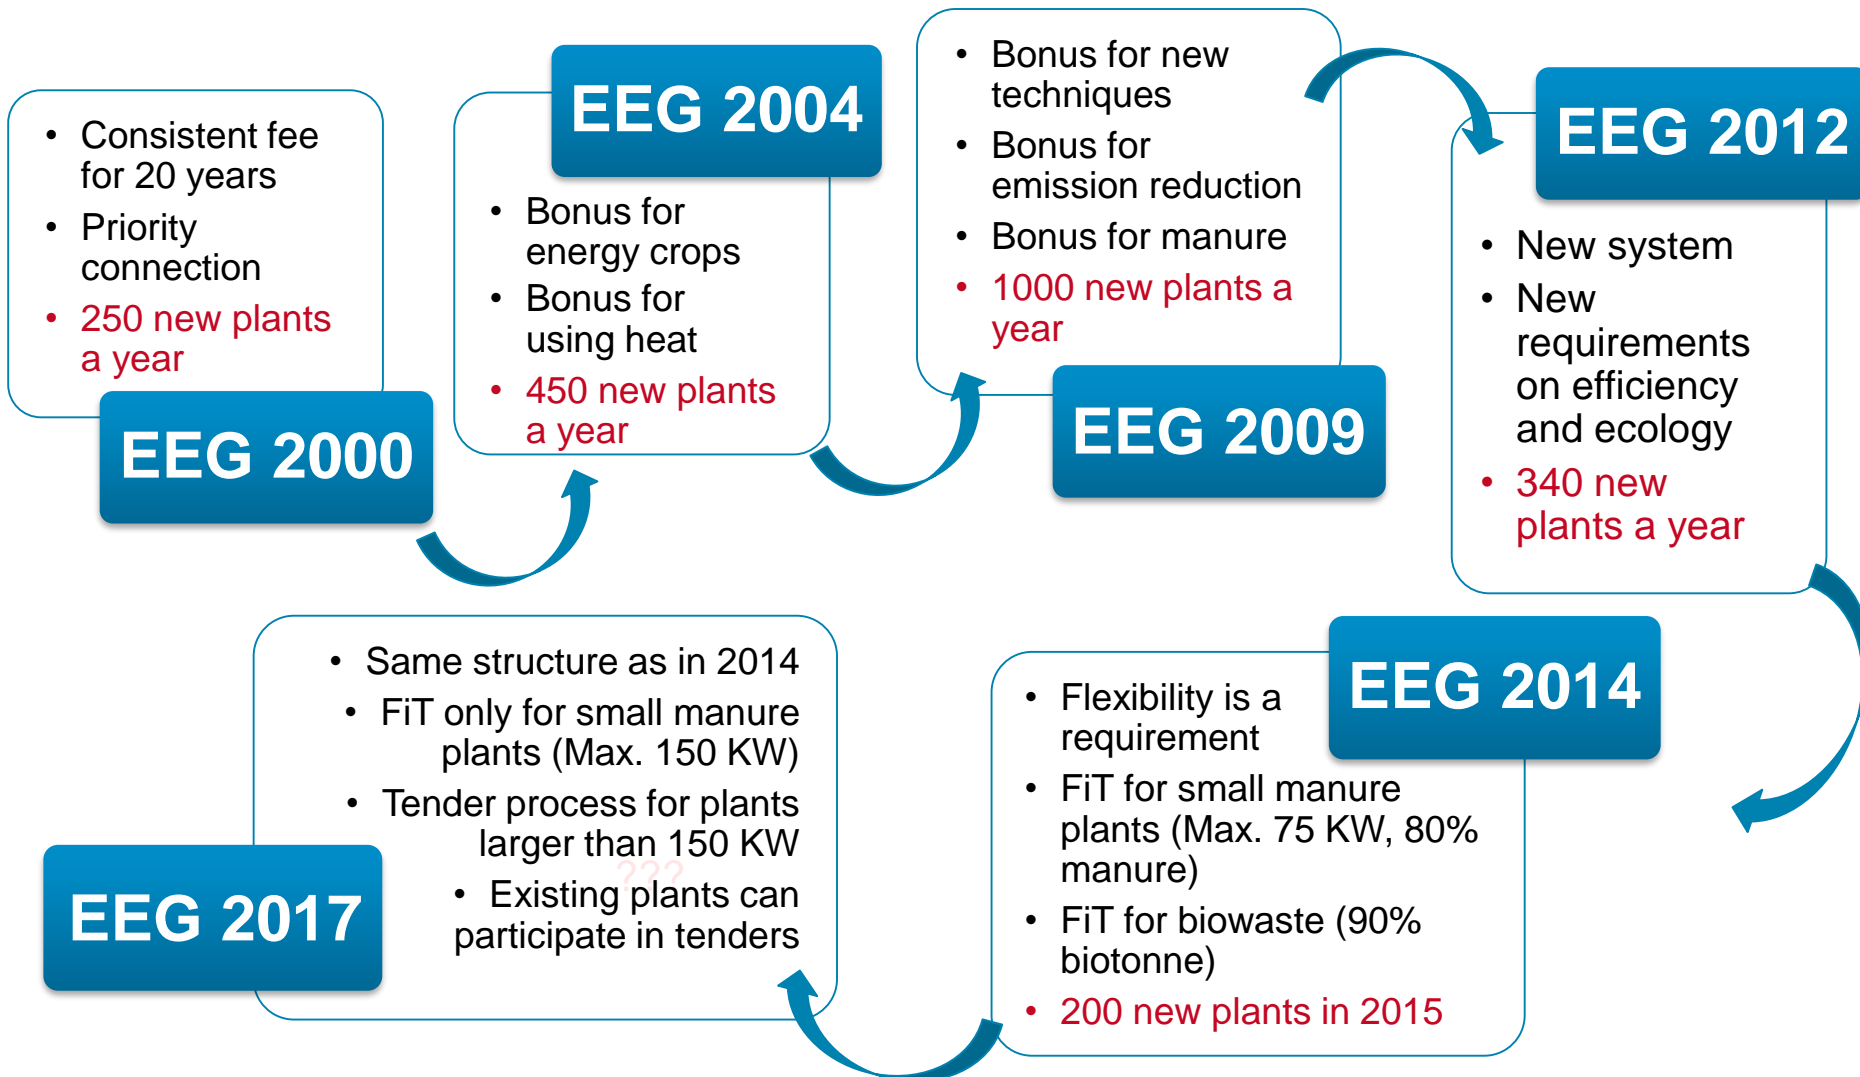 • Consistent fee
for 20 years
• Priority
connection
• 250 new plants
a year
EEG 2000
EEG 2004
• Bonus for
energy crops
• Bonus for
using heat
• 450 new plants
a year
• Bonus for new
techniques
• Bonus for
emission reduction
• Bonus for manure
• 1000 new plants a
year
EEG 2009
EEG 2012
• New system
• New
requirements
on efficiency
and ecology
• 340 new
plants a year
EEG 2014
• Flexibility is a
requirement
• FiT for small manure
plants (Max. 75 KW, 80%
manure)
• FiT for biowaste (90%
biotonne)
• 200 new plants in 2015
• Same structure as in 2014
• FiT only for small manure
plants (Max. 150 KW)
• Tender process for plants
larger than 150 KW
???
• Existing plants can
participate in tenders
EEG 2017